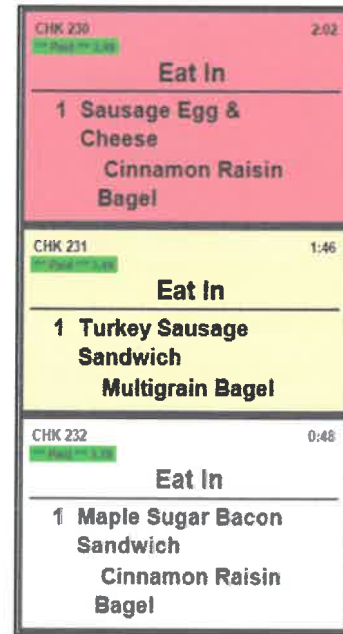 CHK 230 2:02
Eat In
1 Sausage Egg &
Cheese
Cinnamon Raisin
Bagel
CHK 231 1:46
Eat In
1 Turkey Sausage
Sandwich
Multigrain Bagel
CHK 232 0:48
Eat In
1 Maple Sugar Bacon
Sandwich
Cinnamon Raisin
Bagel